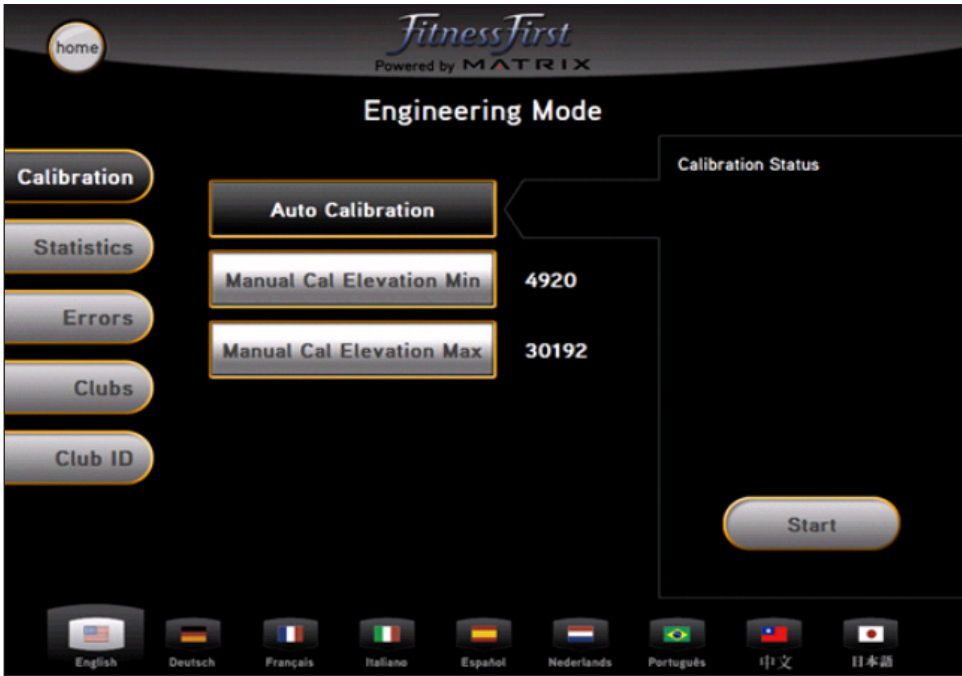 home
FitnessFirst
Powered by MATRIX
Engineering Mode
Calibration
Statistics
Errors
Clubs
Club ID
Auto Calibration
Manual Cal Elevation Min 4920
Manual Cal Elevation Max 30192
Calibration Status
Start
English Deutsch Français Italiano Español Nederlands Português 中文 日本語